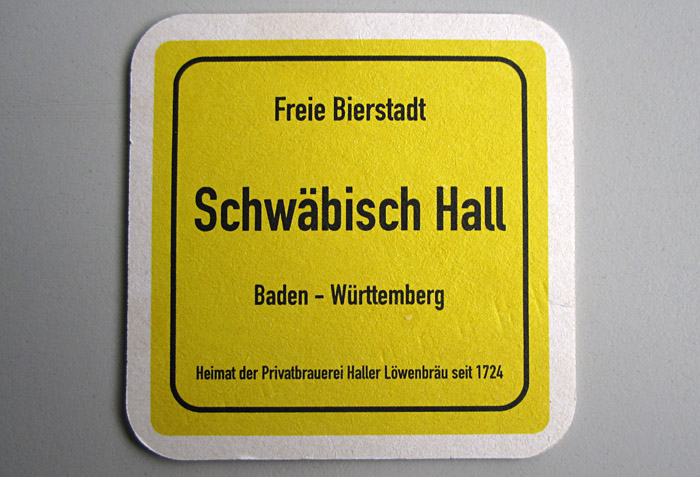 Freie Bierstadt
Schwäbisch Hall
Baden - Württemberg
Heimat der Privatbrauerei Haller Löwenbräu seit 1724